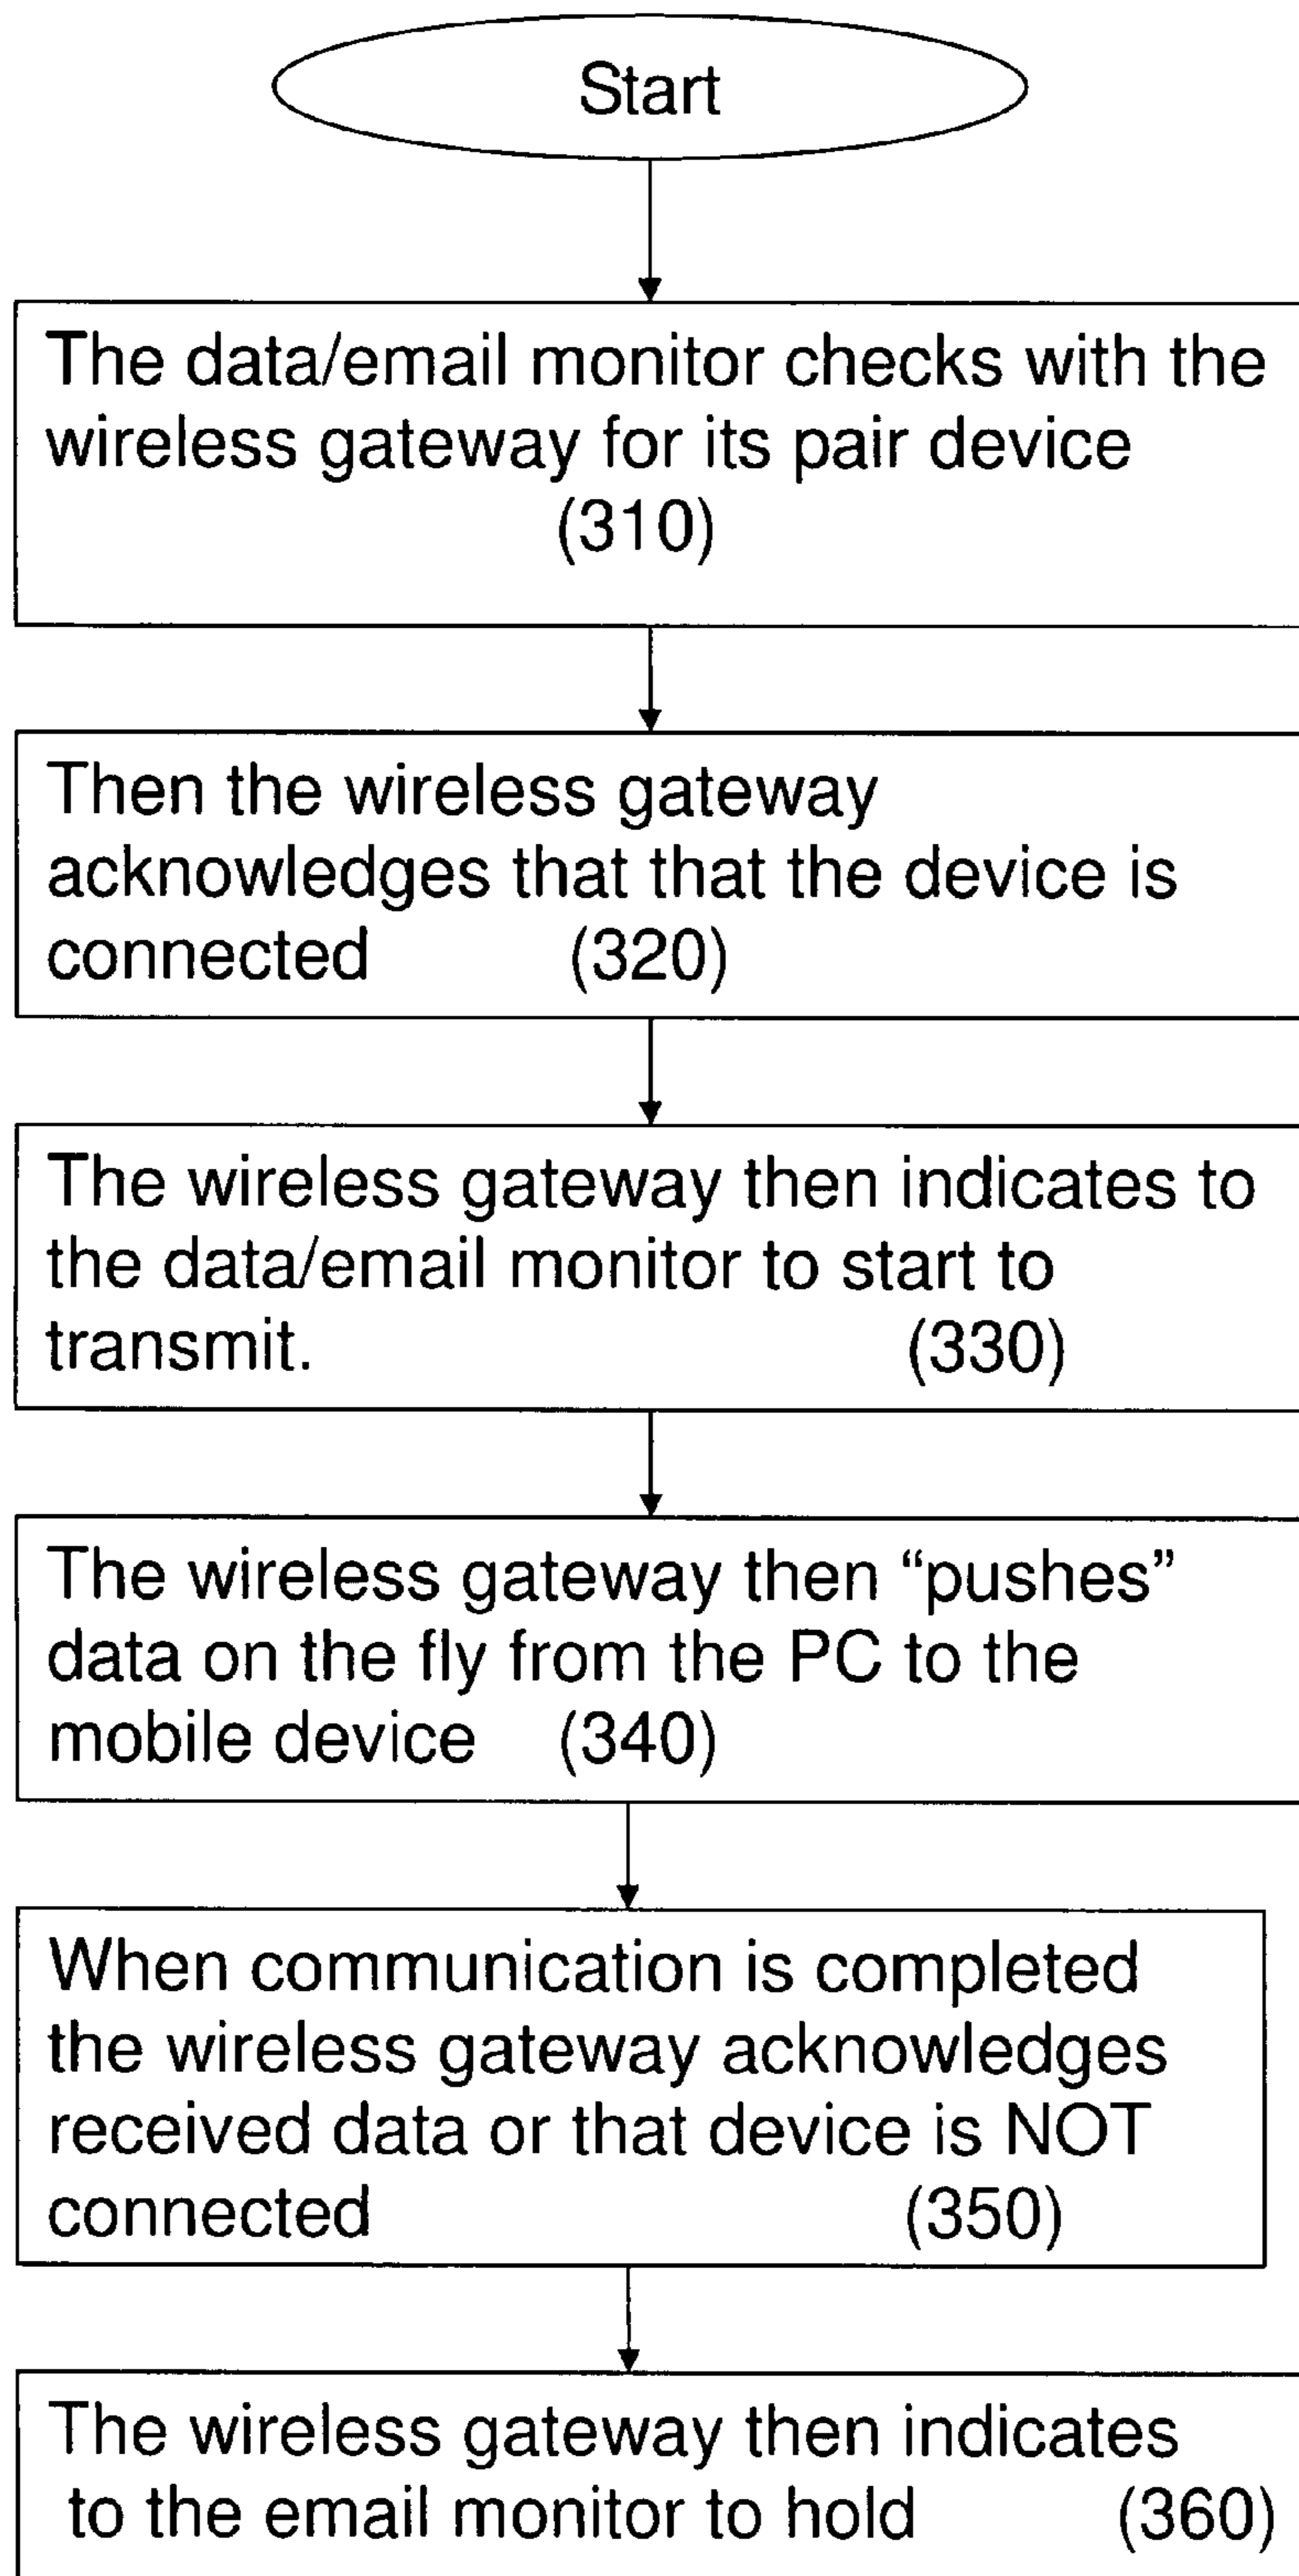 Start
The data/email monitor checks with the
wireless gateway for its pair device
(310)
Then the wireless gateway
acknowledges that that the device is
connected (320)
The wireless gateway then indicates to
the data/email monitor to start to
transmit. (330)
The wireless gateway then “pushes”
data on the fly from the PC to the
mobile device (340)
When communication is completed
the wireless gateway acknowledges
received data or that device is NOT
connected (350)
The wireless gateway then indicates
to the email monitor to hold (360)